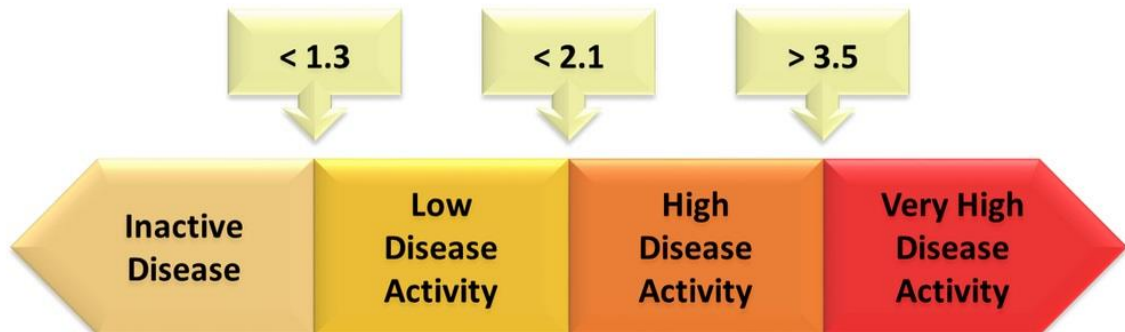 < 1.3
< 2.1
> 3.5
Inactive
Disease
Low
Disease
Activity
High
Disease
Activity
Very High
Disease
Activity